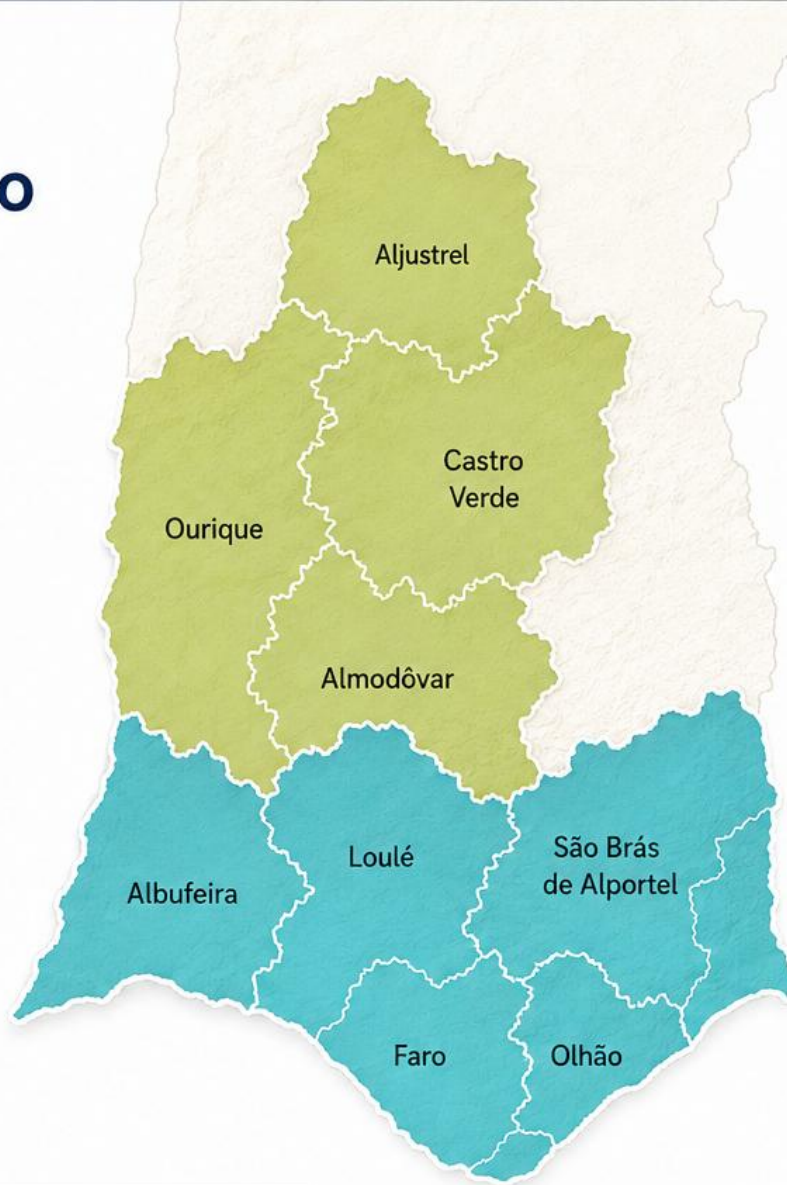 o
Aljustrel
Castro
Verde
Ourique
Almodôvar
Loulé
São Brás
de Alportel
Albufeira
Faro
Olhão